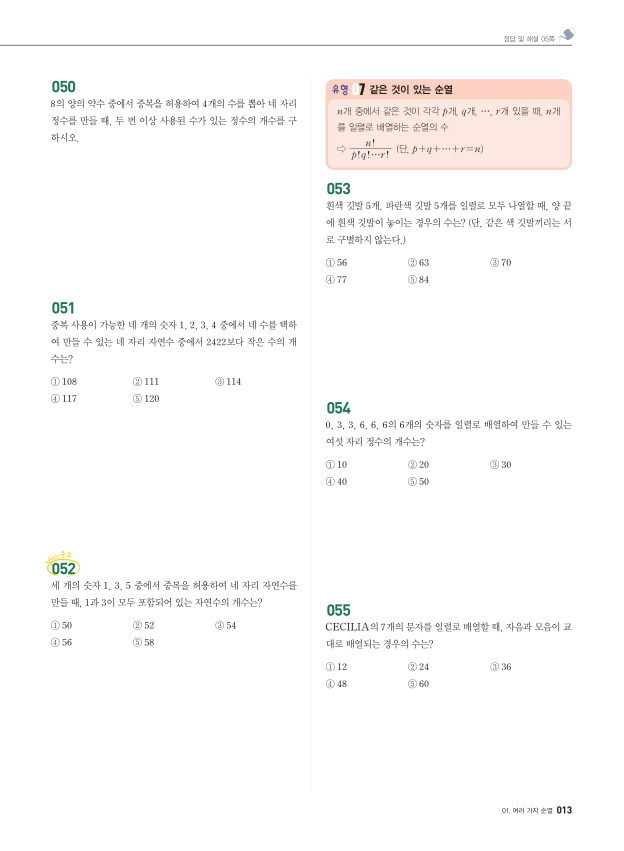 정답 및 해설 05쪽
050
8의 양의 약수 중에서 중복을 허용하여 4개의 수를 뽑아 네 자리
정수를 만들 때, 두 번 이상 사용된 수가 있는 정수의 개수를 구
하시오.
051
중복 사용이 가능한 네 개의 숫자 1, 2, 3, 4 중에서 네 수를 택하
여 만들 수 있는 네 자리 자연수 중에서 2422보다 작은 수의 개
수는?
① 108 ② 111 ③ 114
④ 117 ⑤ 120
중요
052
세 개의 숫자 1, 3, 5 중에서 중복을 허용하여 네 자리 자연수를
만들 때, 1과 3이 모두 포함되어 있는 자연수의 개수는?
① 50 ② 52 ③ 54
④ 56 ⑤ 58
유형 07 같은 것이 있는 순열
n개 중에서 같은 것이 각각 p개, q개, …, r개 있을 때, n개
를 일렬로 배열하는 순열의 수
⇨ n!/p!q!…r! (단, p+q+…+r=n)
053
흰색 깃발 5개, 파란색 깃발 5개를 일렬로 모두 나열할 때, 양 끝
에 흰색 깃발이 놓이는 경우의 수는? (단, 같은 색 깃발끼리는 서
로 구별하지 않는다.)
① 56 ② 63 ③ 70
④ 77 ⑤ 84
054
0, 3, 3, 6, 6, 6의 6개의 숫자를 일렬로 배열하여 만들 수 있는
여섯 자리 정수의 개수는?
① 10 ② 20 ③ 30
④ 40 ⑤ 50
055
CECILIA의 7개의 문자를 일렬로 배열할 때, 자음과 모음이 교
대로 배열되는 경우의 수는?
① 12 ② 24 ③ 36
④ 48 ⑤ 60
01. 여러 가지 순열 013